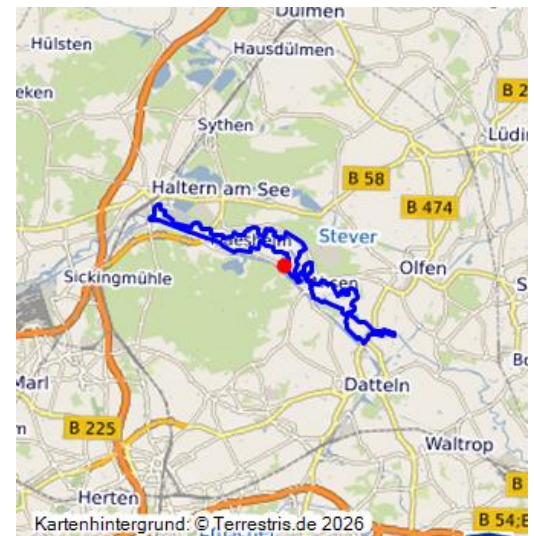 Dülmen
Hülsten
Hausdülmen
eken
B 2
Sythen
Lüdi
B 58
Haltern am See
B 474
Stever
Olfen
Sickingmühle
S
Bo
Marl
Datteln
B 225
Waltrop
B
Herten
B 54;B
Kartenhintergrund: © Terrestris.de 2026